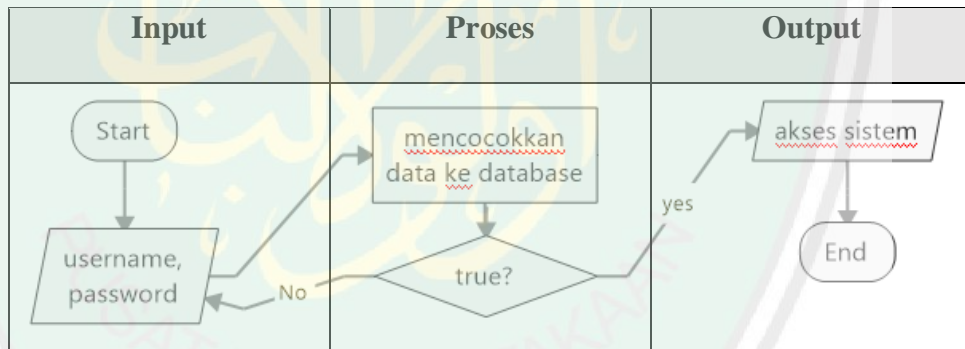 Input Proses Output
Start
username,
password
mencocokkan
data ke database
true?
No
yes
akses sistem
End